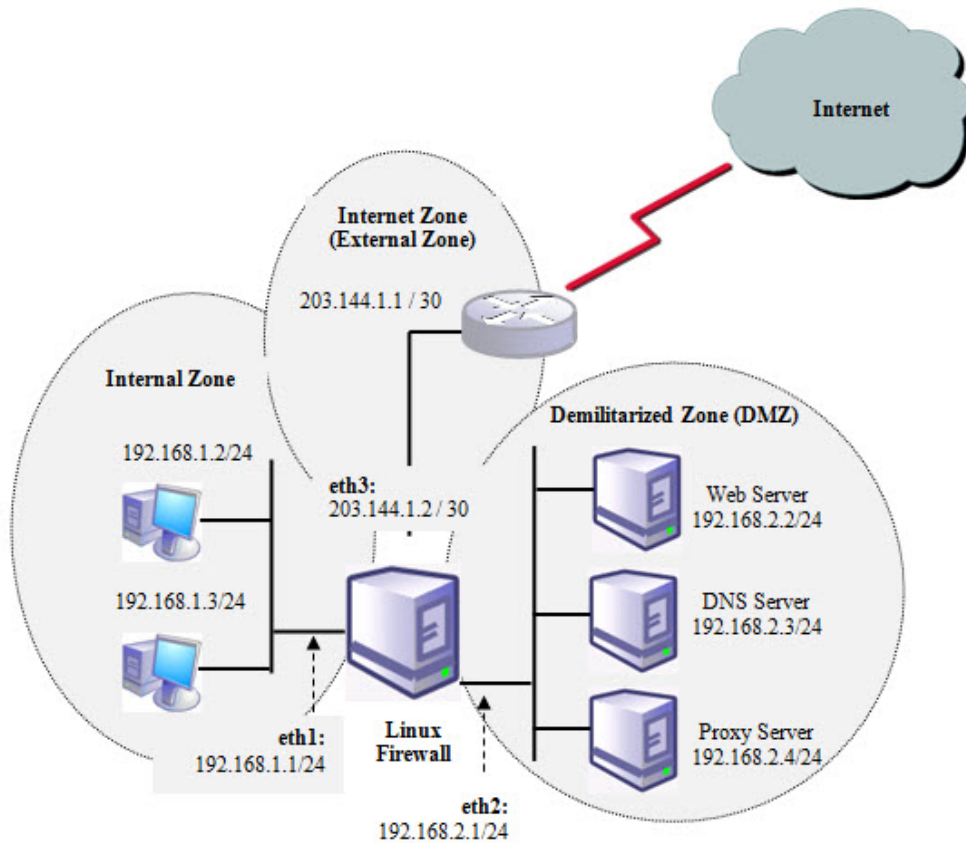 Internet
Internet Zone
(External Zone)
203.144.1.1 / 30
Internal Zone
Demilitarized Zone (DMZ)
192.168.1.2/24
eth3:
203.144.1.2 / 30
Web Server
192.168.2.2/24
192.168.1.3/24
DNS Server
192.168.2.3/24
eth1:
192.168.1.1/24
Linux
Firewall
Proxy Server
192.168.2.4/24
eth2:
192.168.2.1/24